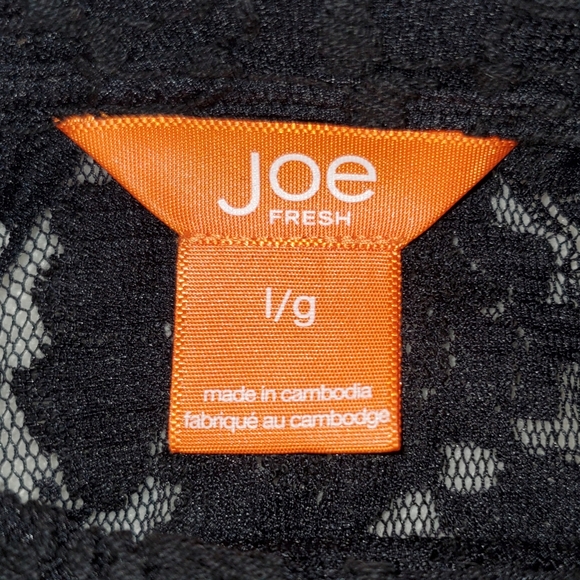 Joe
FRESH
l/g
made in cambodia
fabriqué au cambodge